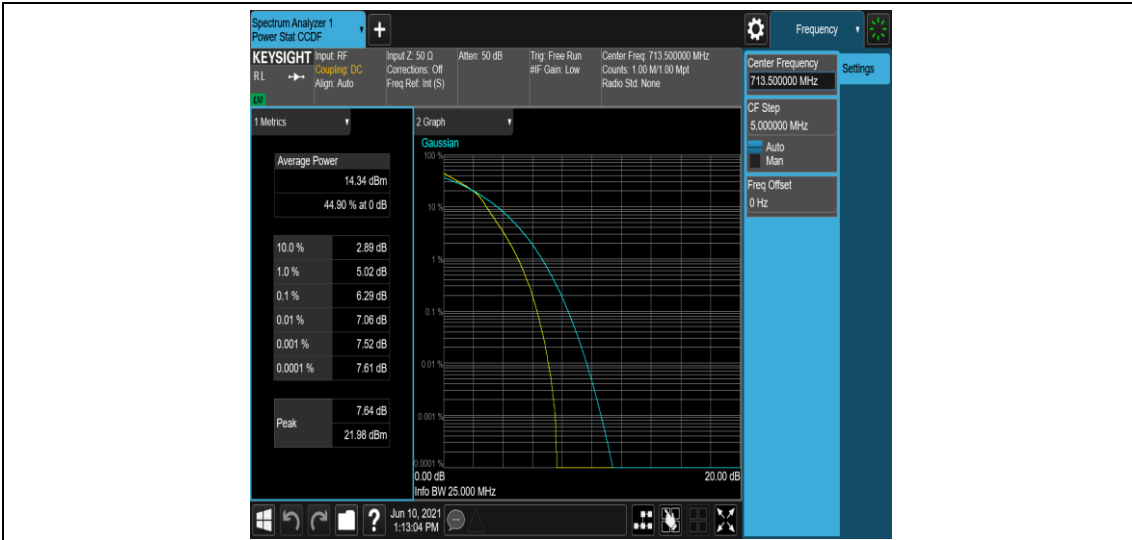 Spectrum Analyzer 1
Power Stat CCDF
+
Frequency
KEYSIGHT
RL
LXI
Input: RF
Coupling: DC
Align: Auto
Input Z: 50 Ω
Corrections: Off
Freq Ref: Int (S)
Atten: 50 dB
Trig: Free Run
#IF Gain: Low
Center Freq: 713.500000 MHz
Counts: 1.00 M/1.00 Mpt
Radio Std: None
Center Frequency
713.500000 MHz
Settings
CF Step
5.000000 MHz
Auto
Man
Freq Offset
0 Hz
1 Metrics
Average Power
14.34 dBm
44.90 % at 0 dB
10.0 % 2.89 dB
1.0 % 5.02 dB
0.1 % 6.29 dB
0.01 % 7.06 dB
0.001 % 7.52 dB
0.0001 % 7.61 dB
Peak
7.64 dB
21.98 dBm
2 Graph
Gaussian
100 %
10 %
1 %
0.1 %
0.01 %
0.001 %
0.0001 %
0.00 dB 20.00 dB
Info BW 25.000 MHz
?
Jun 10, 2021
1:13:04 PM